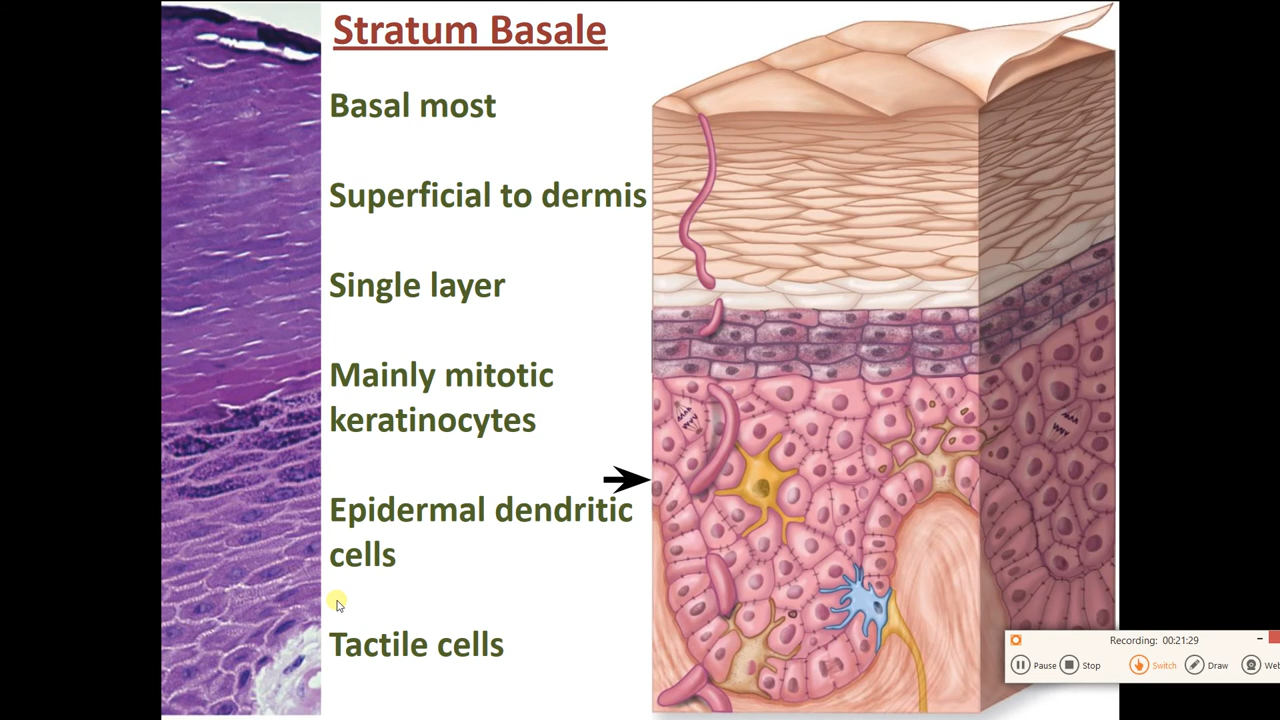 Stratum Basale
Basal most
Superficial to dermis
Single layer
Mainly mitotic
keratinocytes
Epidermal dendritic
cells
Tactile cells
Recording: 00:21:29
Pause Stop Switch Draw Web